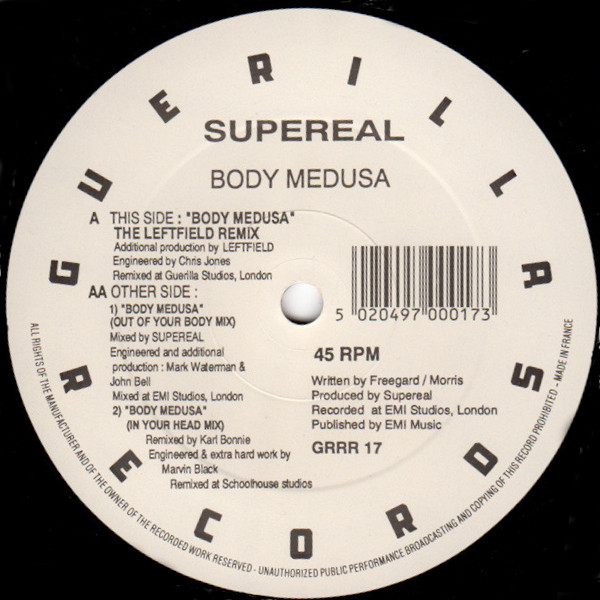 GUERILLA RECORDS
SUPEREAL
BODY MEDUSA
A THIS SIDE : "BODY MEDUSA"
THE LEFTFIELD REMIX
Additional production by LEFTFIELD
Engineered by Chris Jones
Remixed at Guerilla Studios, London
AA OTHER SIDE :
1) "BODY MEDUSA"
(OUT OF YOUR BODY MIX)
Mixed by SUPEREAL
Engineered and additional
production : Mark Waterman &
John Bell
Mixed at EMI Studios, London
2) "BODY MEDUSA"
(IN YOUR HEAD MIX)
Remixed by Karl Bonnie
Engineered & extra hard work by
Marvin Black
Remixed at Schoolhouse studios
5 020497 000173
45 RPM
Written by Freegard / Morris
Produced by Supereal
Recorded at EMI Studios, London
Published by EMI Music
GRRR 17
ALL RIGHTS OF THE MANUFACTURER AND OF THE OWNER OF THE RECORDED WORK RESERVED - UNAUTHORIZED PUBLIC PERFORMANCE BROADCASTING AND COPYING OF THIS RECORD PROHIBITED - MADE IN FRANCE